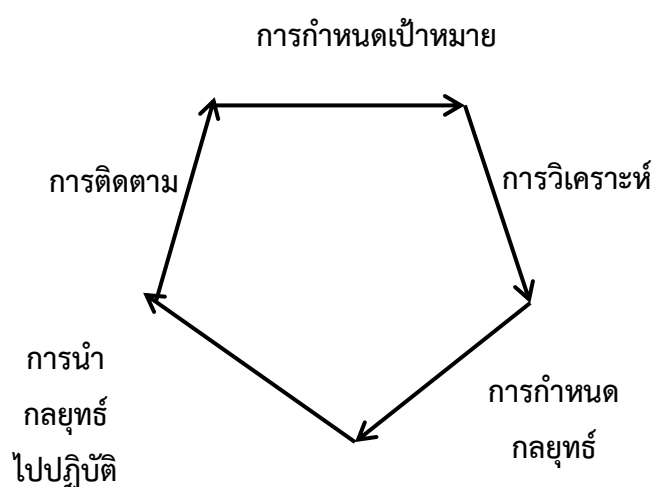 การกำหนดเป้าหมาย
การติดตาม
การวิเคราะห์
การนำ
กลยุทธ์
ไปปฏิบัติ
การกำหนด
กลยุทธ์